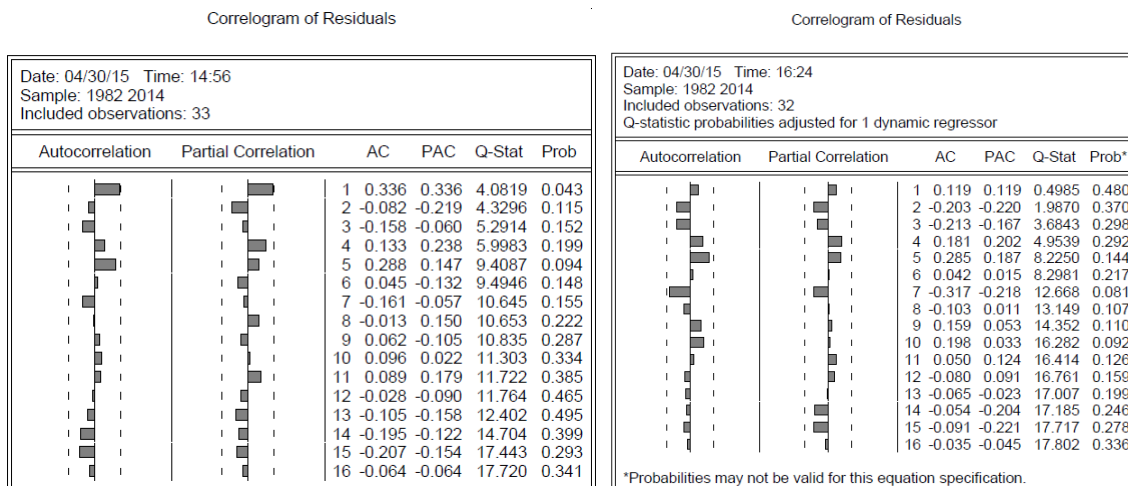 Correlogram of Residuals
Date: 04/30/15 Time: 14:56
Sample: 1982 2014
Included observations: 33
Autocorrelation Partial Correlation AC PAC Q-Stat Prob
1 0.336 0.336 4.0819 0.043
2 -0.082 -0.219 4.3296 0.115
3 -0.158 -0.060 5.2914 0.152
4 0.133 0.238 5.9983 0.199
5 0.288 0.147 9.4087 0.094
6 0.045 -0.132 9.4946 0.148
7 -0.161 -0.057 10.645 0.155
8 -0.013 0.150 10.653 0.222
9 0.062 -0.105 10.835 0.287
10 0.096 0.022 11.303 0.334
11 0.089 0.179 11.722 0.385
12 -0.028 -0.090 11.764 0.465
13 -0.105 -0.158 12.402 0.495
14 -0.195 -0.122 14.704 0.399
15 -0.207 -0.154 17.443 0.293
16 -0.064 -0.064 17.720 0.341
Correlogram of Residuals
Date: 04/30/15 Time: 16:24
Sample: 1982 2014
Included observations: 32
Q-statistic probabilities adjusted for 1 dynamic regressor
Autocorrelation Partial Correlation AC PAC Q-Stat Prob*
1 0.119 0.119 0.4985 0.480
2 -0.203 -0.220 1.9870 0.370
3 -0.213 -0.167 3.6843 0.298
4 0.181 0.202 4.9539 0.292
5 0.285 0.187 8.2250 0.144
6 0.042 0.015 8.2981 0.217
7 -0.317 -0.218 12.668 0.081
8 -0.103 0.011 13.149 0.107
9 0.159 0.053 14.352 0.110
10 0.198 0.033 16.282 0.092
11 0.050 0.124 16.414 0.126
12 -0.080 0.091 16.761 0.159
13 -0.065 -0.023 17.007 0.199
14 -0.054 -0.204 17.185 0.246
15 -0.091 -0.221 17.717 0.278
16 -0.035 -0.045 17.802 0.336
*Probabilities may not be valid for this equation specification.